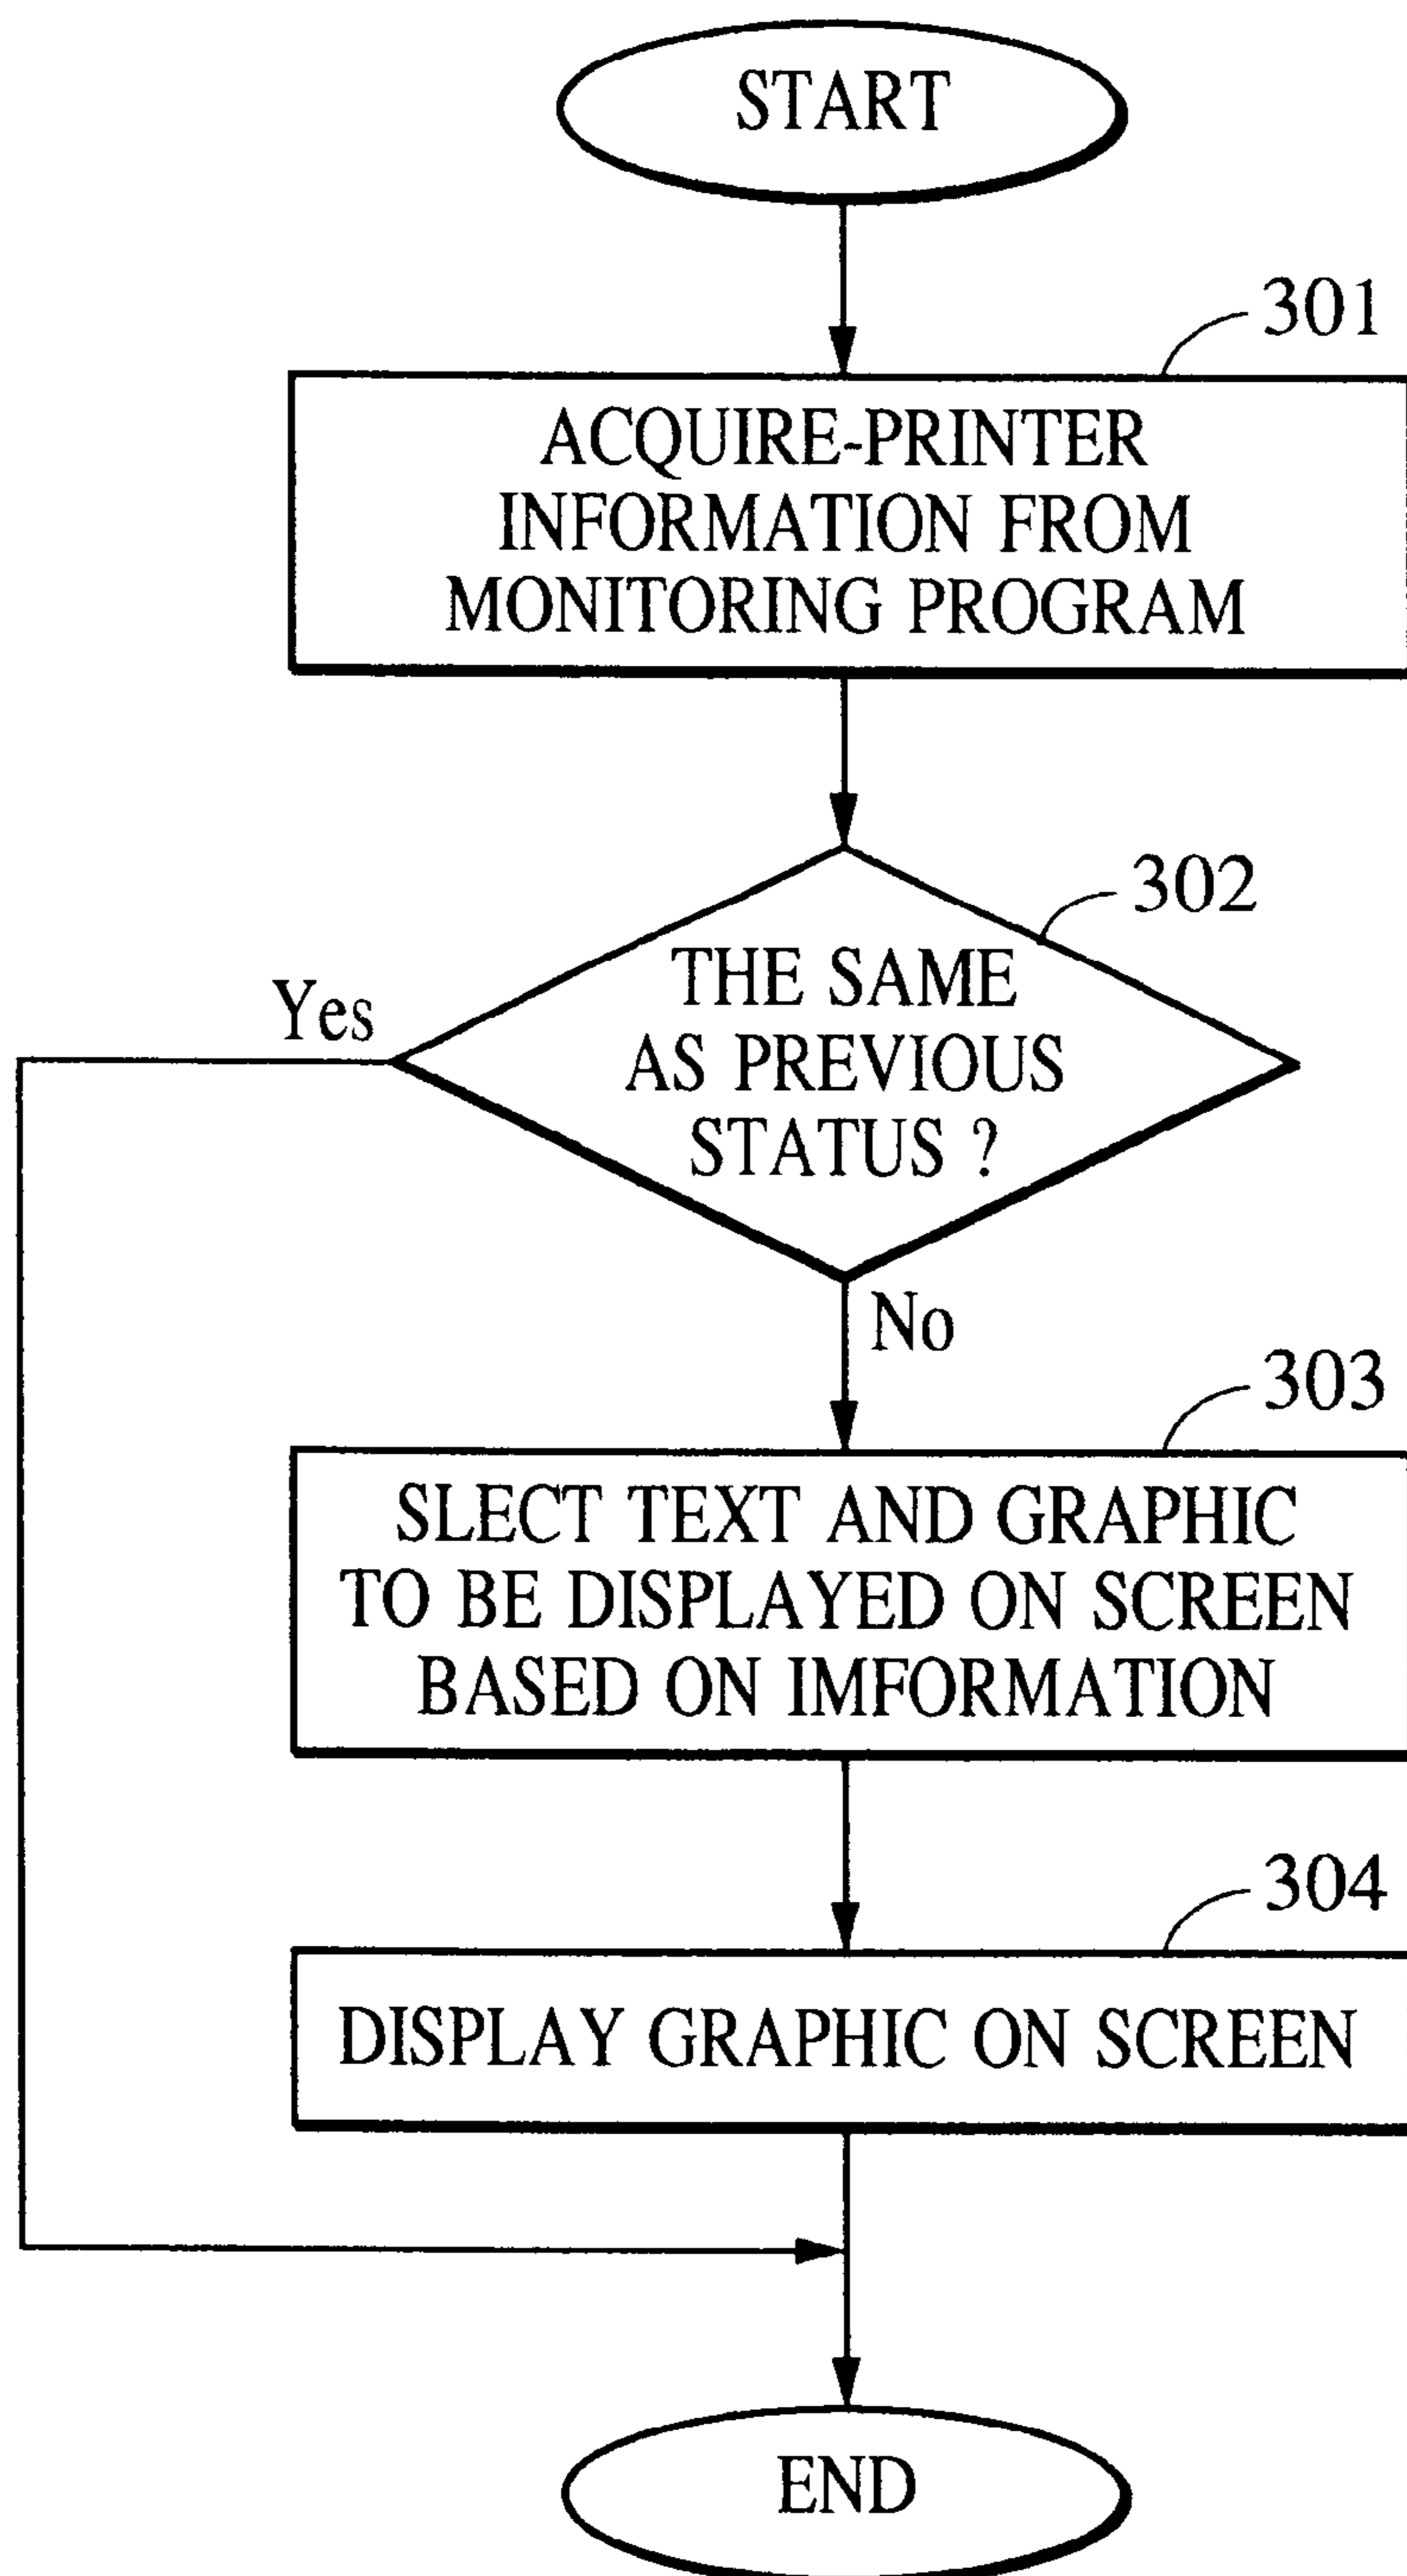 START
301
ACQUIRE-PRINTER
INFORMATION FROM
MONITORING PROGRAM
302
THE SAME
AS PREVIOUS
STATUS ?
Yes
No
303
SLECT TEXT AND GRAPHIC
TO BE DISPLAYED ON SCREEN
BASED ON IMFORMATION
304
DISPLAY GRAPHIC ON SCREEN
END